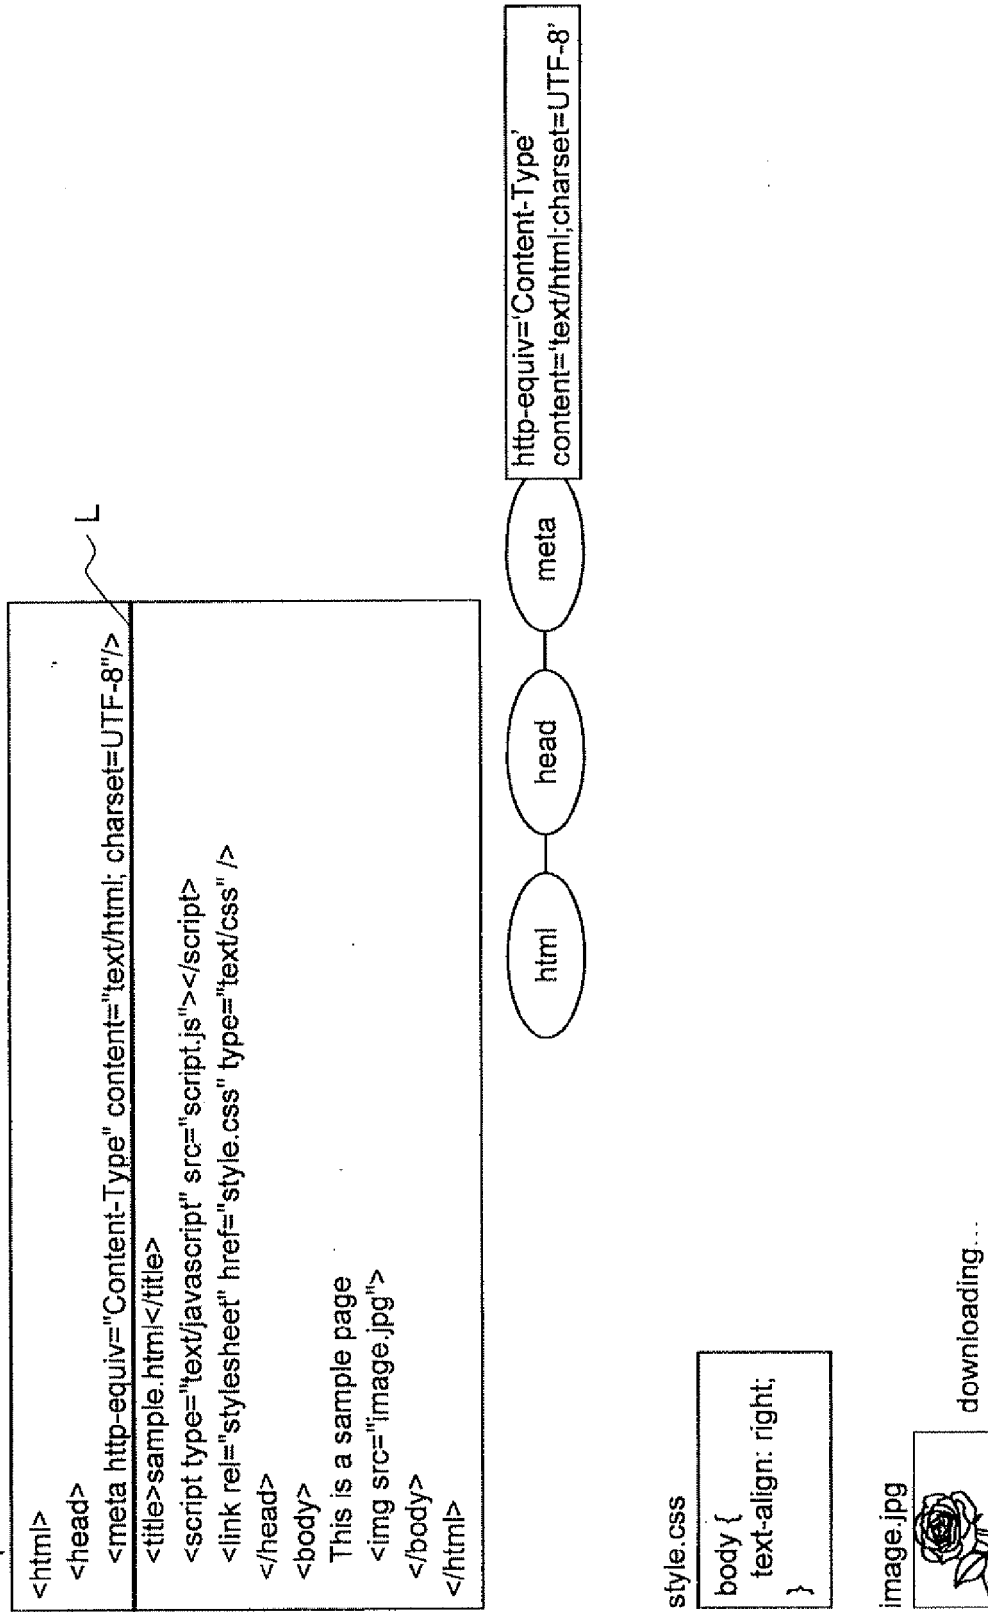 <html>
<head>
<meta http-equiv="Content-Type" content="text/html; charset=UTF-8"/>
<title>sample.html</title>
<script type="text/javascript" src="script.js"></script>
<link rel="stylesheet" href="style.css" type="text/css" />
</head>
<body>
This is a sample page
<img src="image.jpg">
</body>
</html>
L
html
head
meta
http-equiv='Content-Type'
content='text/html;charset=UTF-8'
style.css
body {
text-align: right;
}
image.jpg
downloading...